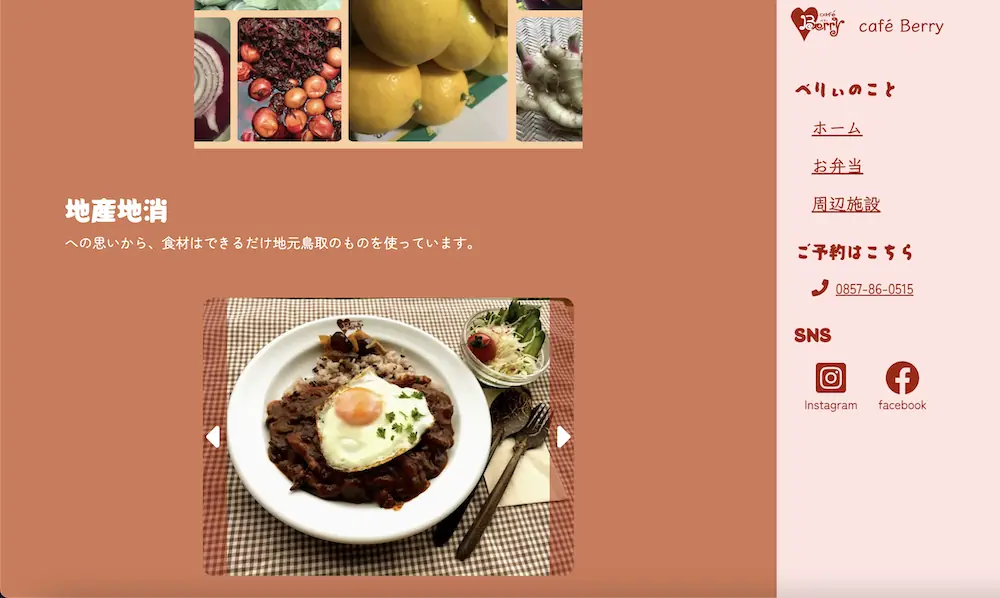 地産地消
への思いから、食材はできるだけ地元鳥取のものを使っています。
café
Berry
café Berry
べりぃのこと
ホーム
お弁当
周辺施設
ご予約はこちら
0857-86-0515
SNS
Instagram
facebook